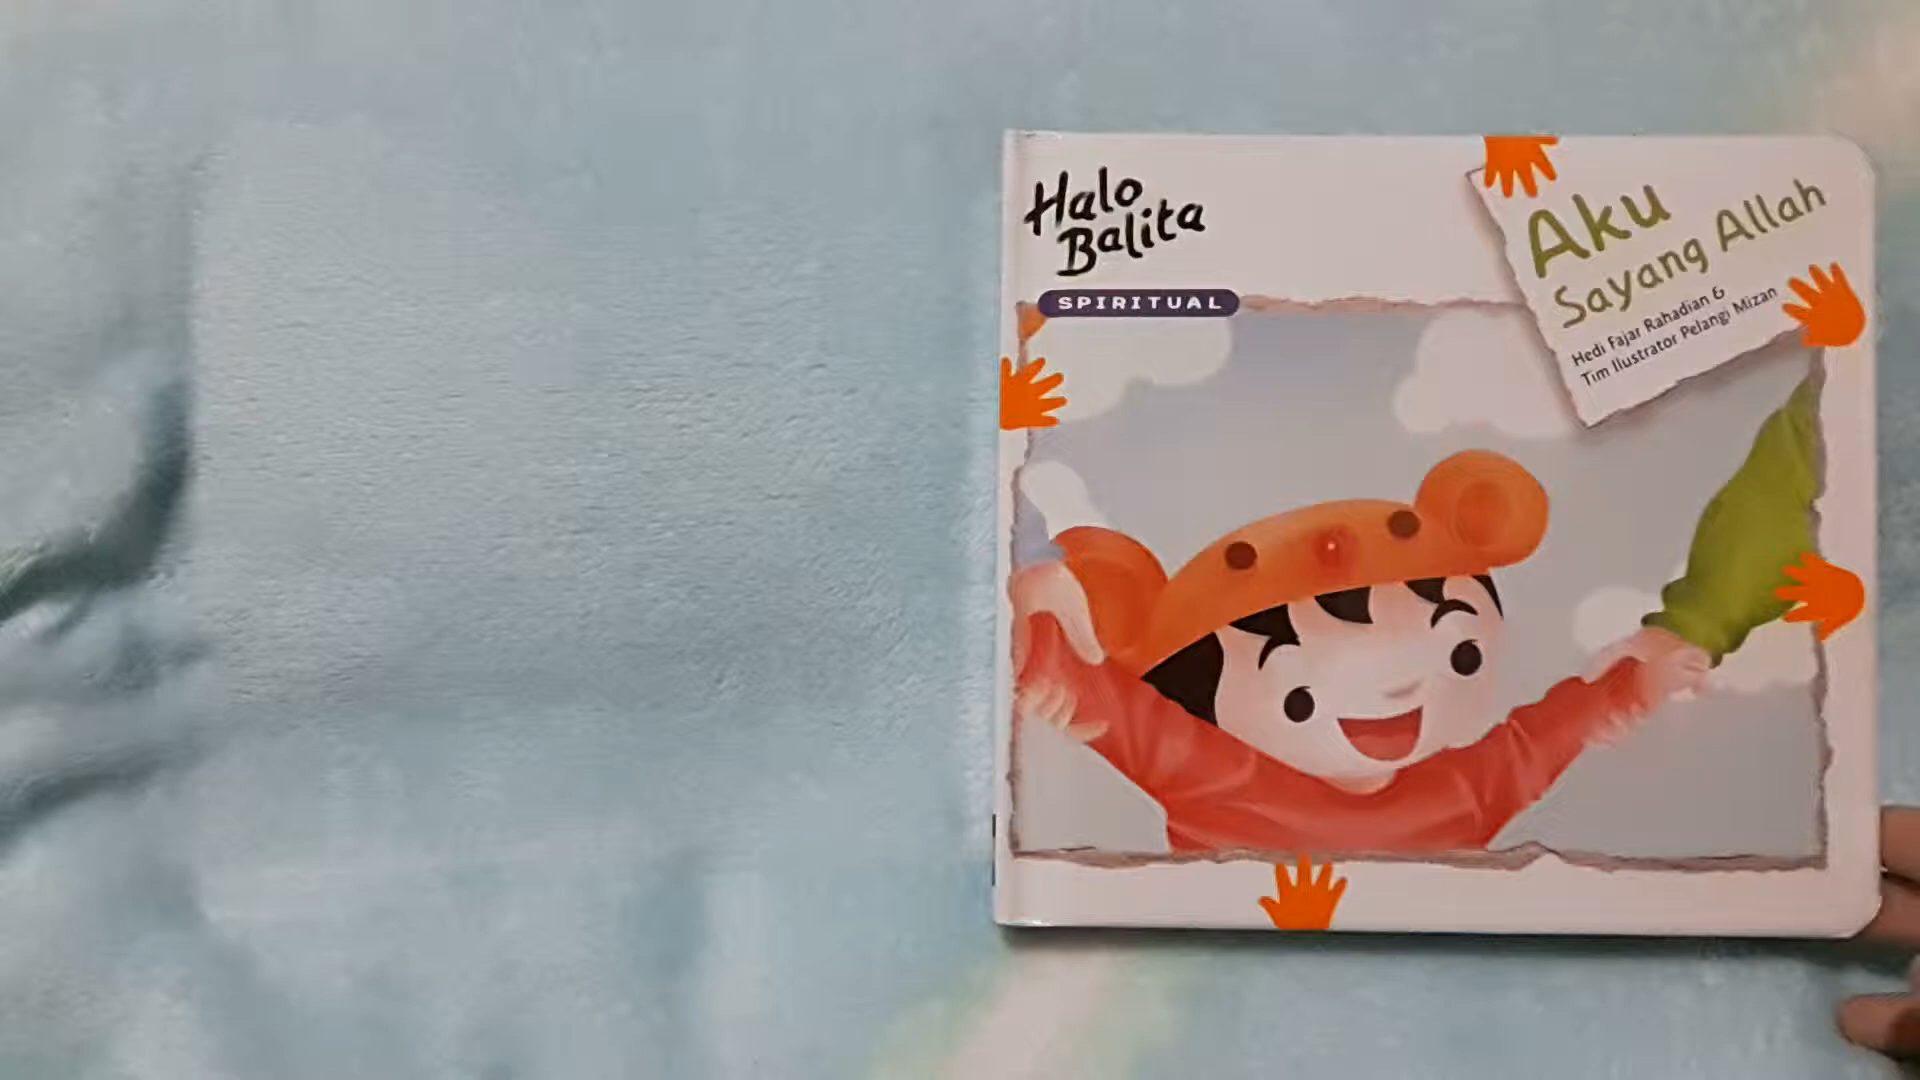 Halo
Balita
SPIRITUAL
Aku
Sayang Allah
Hedi Fajar Rahadian &
Tim Ilustrator Pelangi Mizan